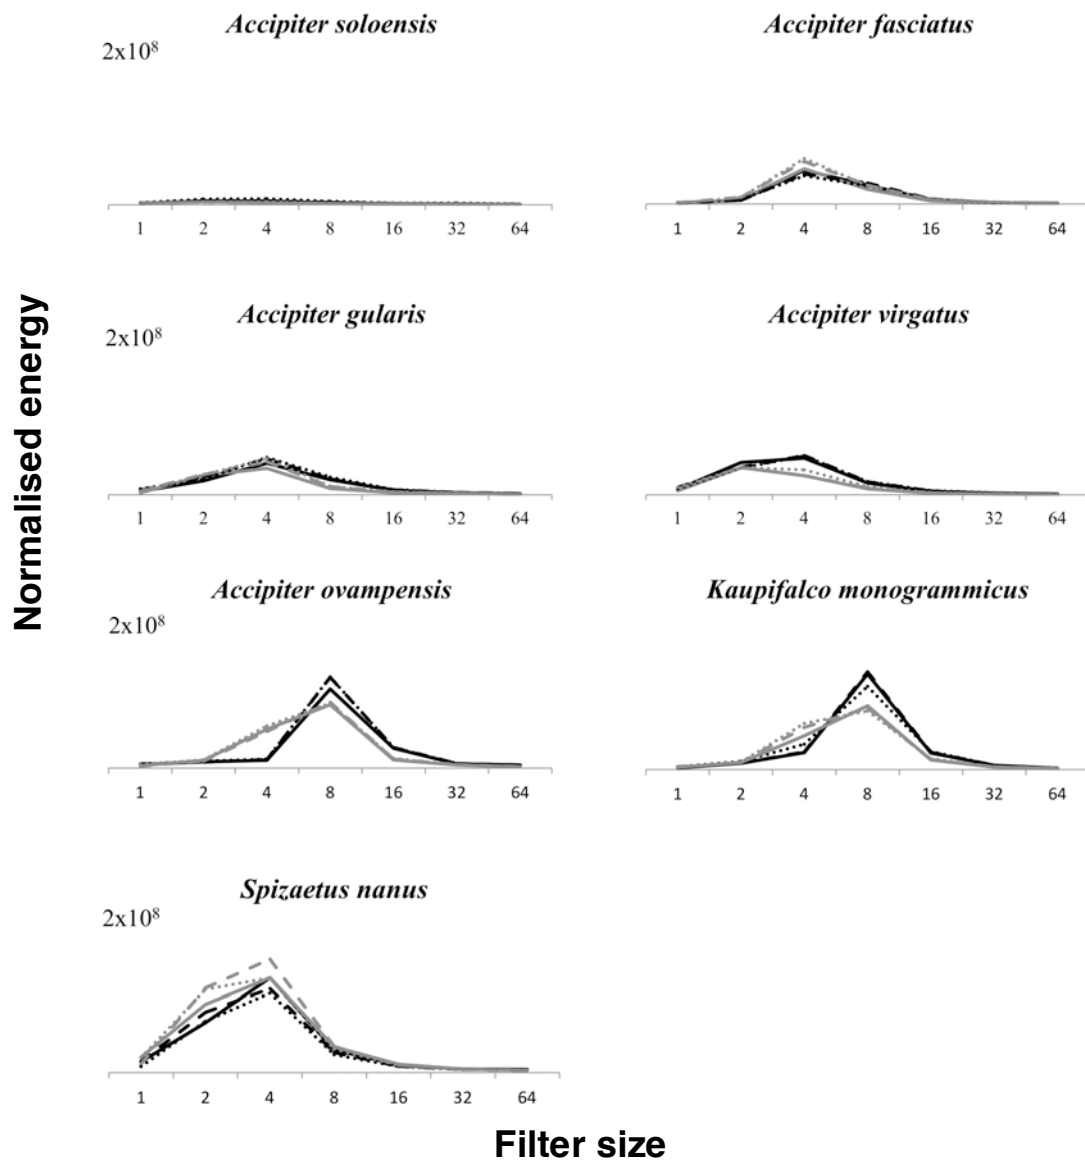 Accipiter soloensis
Accipiter fasciatus
2x10⁸
1 2 4 8 16 32 64
1 2 4 8 16 32 64
Accipiter gularis
Accipiter virgatus
2x10⁸
1 2 4 8 16 32 64
1 2 4 8 16 32 64
Normalised energy
Accipiter ovampensis
Kaupifalco monogrammicus
2x10⁸
1 2 4 8 16 32 64
1 2 4 8 16 32 64
Spizaetus nanus
2x10⁸
1 2 4 8 16 32 64
Filter size